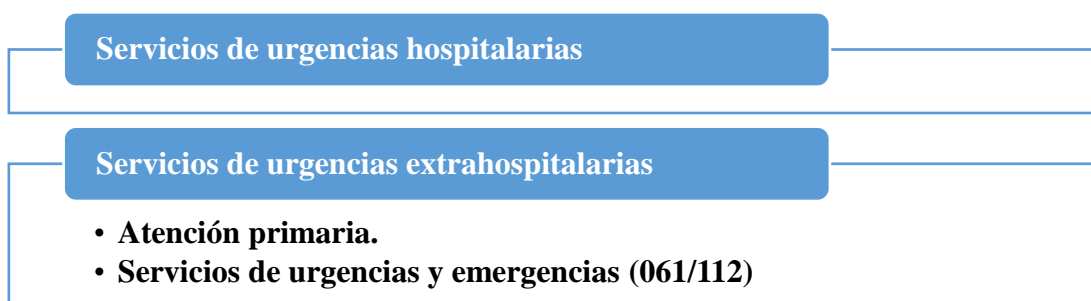 Servicios de urgencias hospitalarias
Servicios de urgencias extrahospitalarias
• Atención primaria.
• Servicios de urgencias y emergencias (061/112)